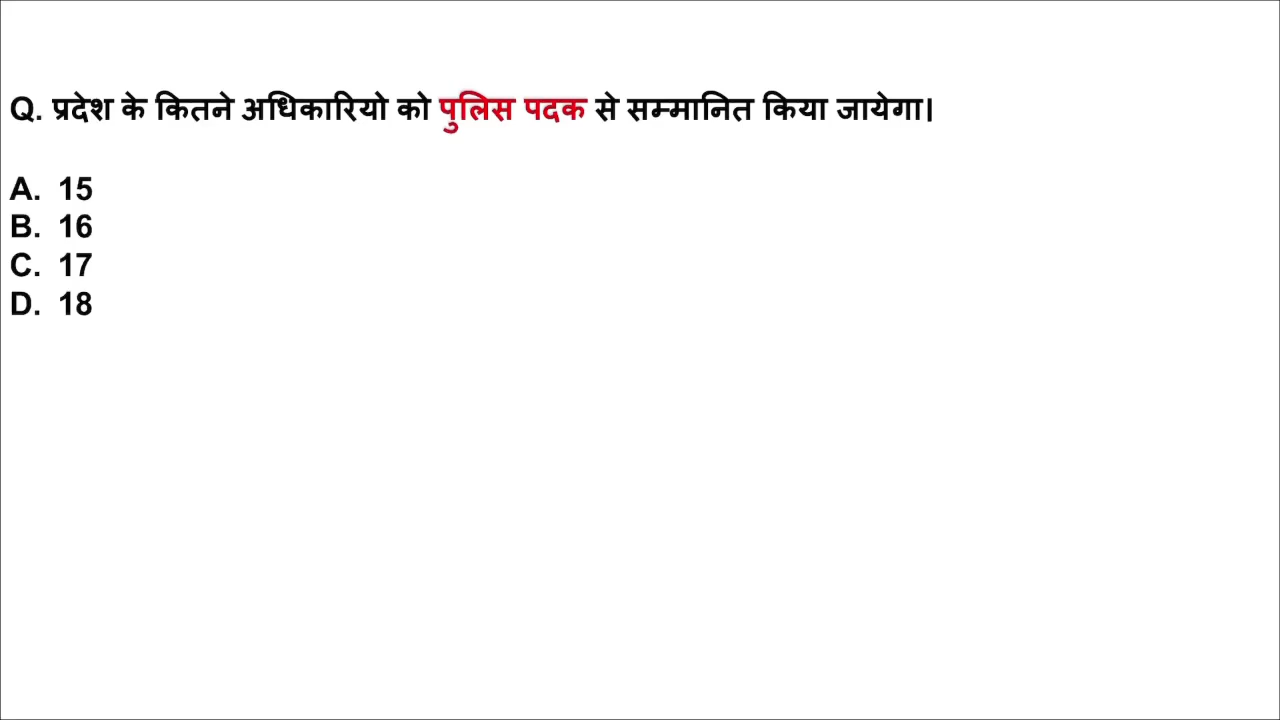 Q. प्रदेश के कितने अधिकारियो को पुलिस पदक से सम्मानित किया जायेगा।
A. 15
B. 16
C. 17
D. 18